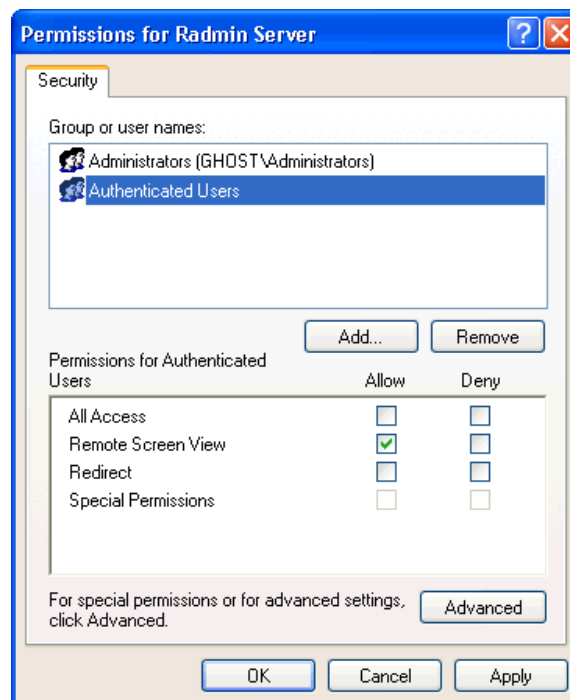 Permissions for Radmin Server
Security
Group or user names:
Administrators (GHOST\Administrators)
Authenticated Users
Add...
Remove
Permissions for Authenticated
Users
Allow
Deny
All Access
Remote Screen View
Redirect
Special Permissions
For special permissions or for advanced settings,
click Advanced.
Advanced
OK
Cancel
Apply